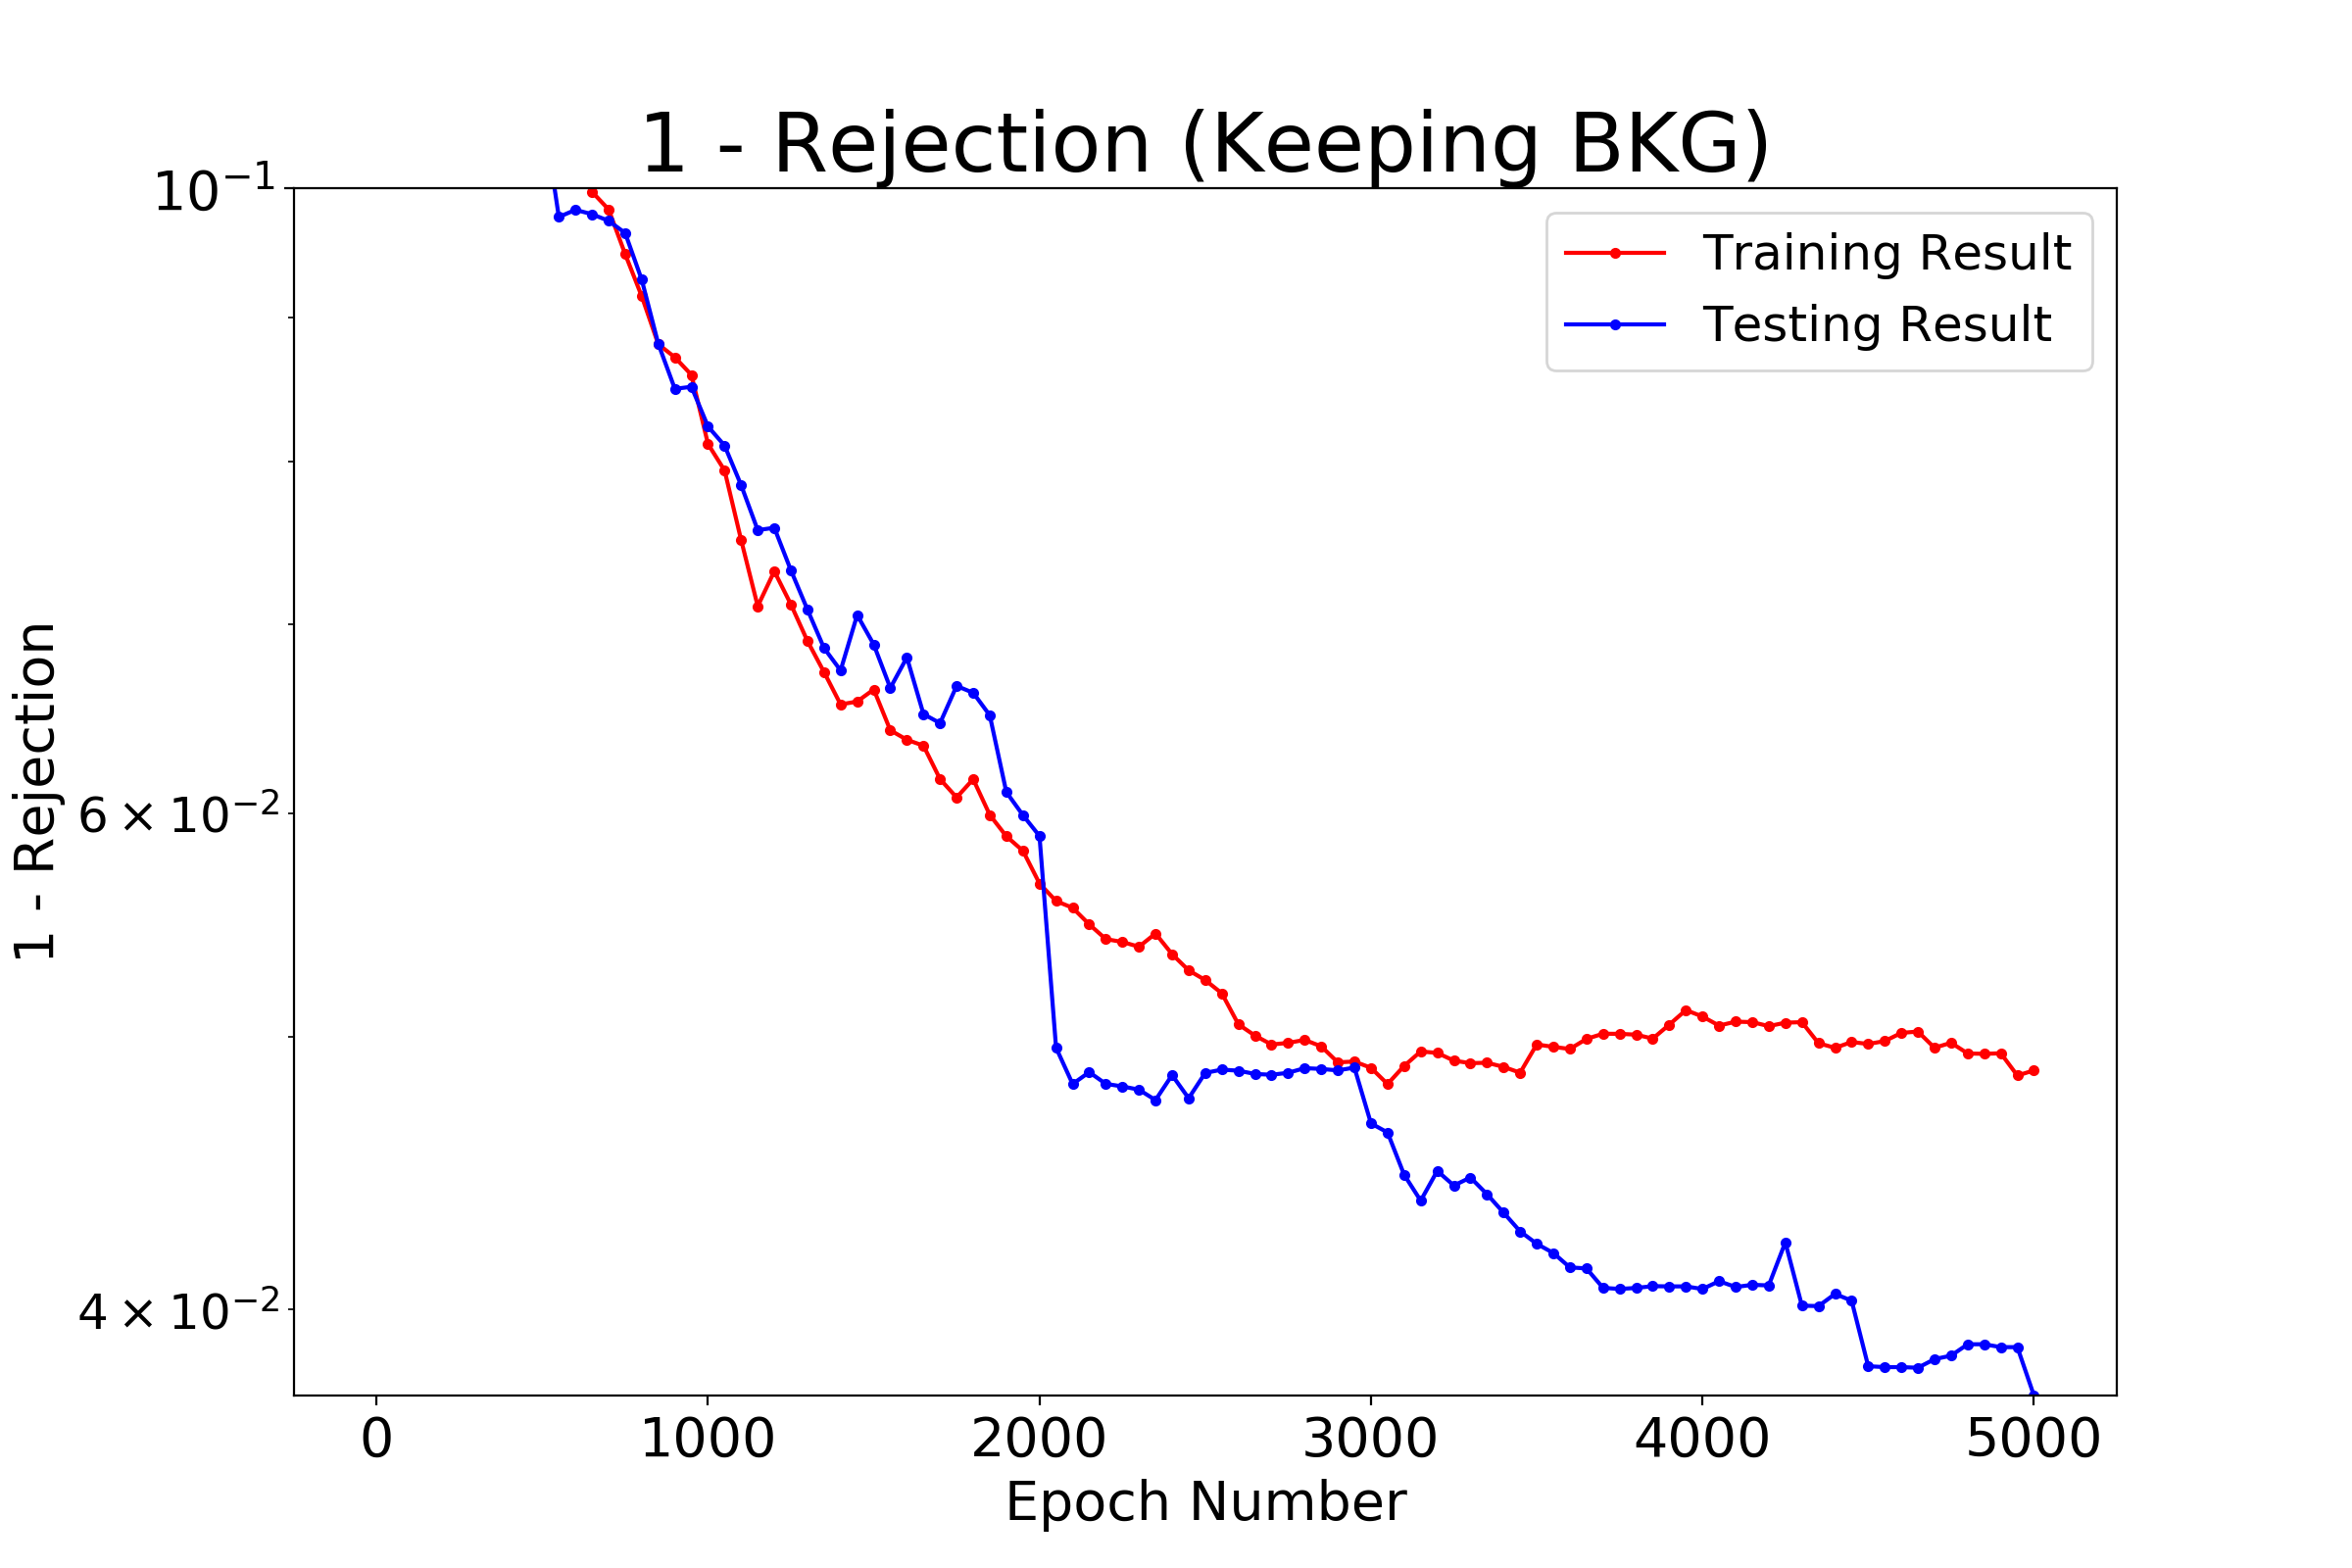 1 - Rejection (Keeping BKG)
10⁻¹
Training Result
Testing Result
1 - Rejection
6 × 10⁻²
4 × 10⁻²
0 1000 2000 3000 4000 5000
Epoch Number